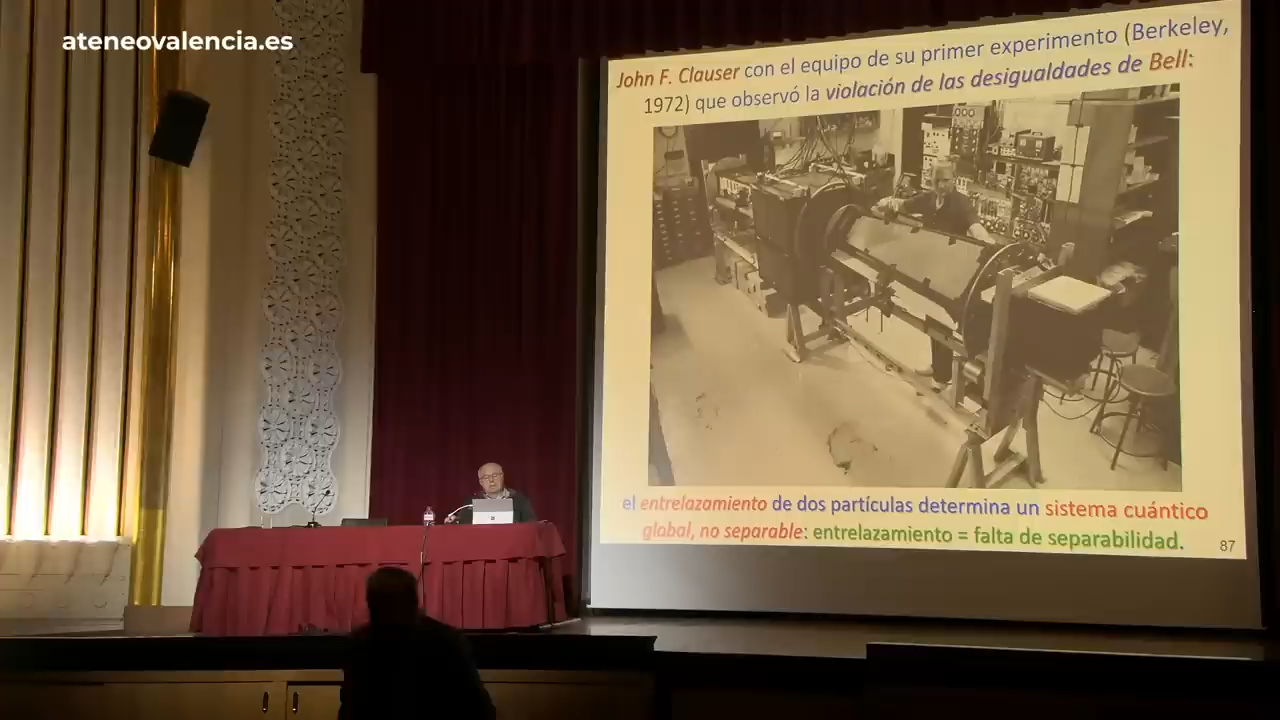 ateneovalencia.es
John F. Clauser con el equipo de su primer experimento (Berkeley,
1972) que observó la violación de las desigualdades de Bell:
el entrelazamiento de dos partículas determina un sistema cuántico
global, no separable: entrelazamiento = falta de separabilidad.
87